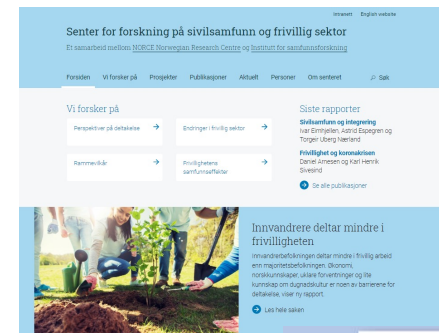 Intranett English website
Senter for forskning på sivilsamfunn og frivillig sektor
Et samarbeid mellom NORCE Norwegian Research Centre og Institutt for samfunnsforskning
Forsiden Vi forsker på Prosjekter Publikasjoner Aktuelt Personer Om senteret Søk
Vi forsker på
Perspektiver på deltakelse
Endringer i frivillig sektor
Rammevilkår
Frivillighetens
samfunnseffekter
Siste rapporter
Sivilsamfunn og integrering
Ivar Eimhjellen, Astrid Espegren og
Torgeir Uberg Nærland
Frivillighet og koronakrisen
Daniel Arnesen og Karl Henrik
Sivesind
Se alle publikasjoner
Innvandrere deltar mindre i
frivilligheten
Innvandrerbefolkningen deltar mindre i frivillig arbeid
enn majoritetsbefolkningen. Økonomi,
norskkunnskaper, uklare forventninger og lite
kunnskap om dugnadskultur er noen av barrierene for
deltakelse, viser ny rapport.
Les hele saken